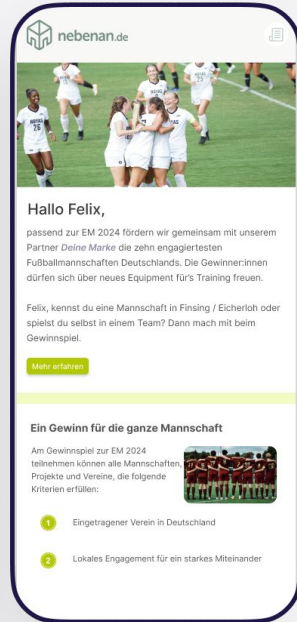 nebenan.de
INDIAS
26
Hallo Felix,
passend zur EM 2024 fördern wir gemeinsam mit unserem
Partner Deine Marke die zehn engagiertesten
Fußballmannschaften Deutschlands. Die Gewinner:innen
dürfen sich über neues Equipment für's Training freuen.
Felix, kennst du eine Mannschaft in Finsing / Eicherloh oder
spielst du selbst in einem Team? Dann mach mit beim
Gewinnspiel.
Mehr erfahren
Ein Gewinn für die ganze Mannschaft
Am Gewinnspiel zur EM 2024
teilnehmen können alle Mannschaften,
Projekte und Vereine, die folgende
Kriterien erfüllen:
1 Eingetragener Verein in Deutschland
2 Lokales Engagement für ein starkes Miteinander